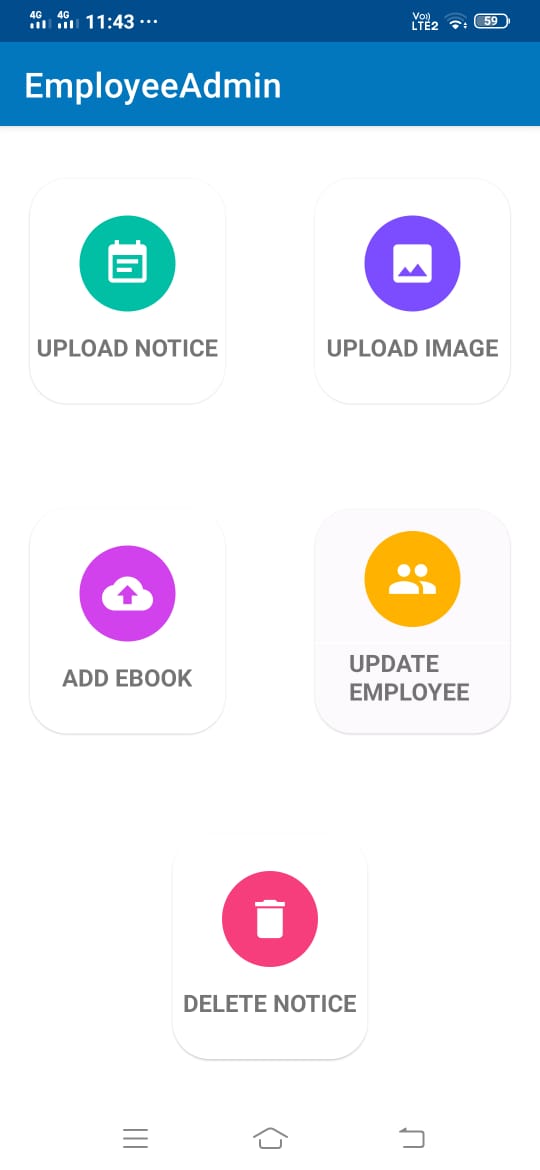 4G 4G 11:43 ··· Vo)) LTE2 59
EmployeeAdmin
UPLOAD NOTICE
UPLOAD IMAGE
ADD EBOOK
UPDATE
EMPLOYEE
DELETE NOTICE